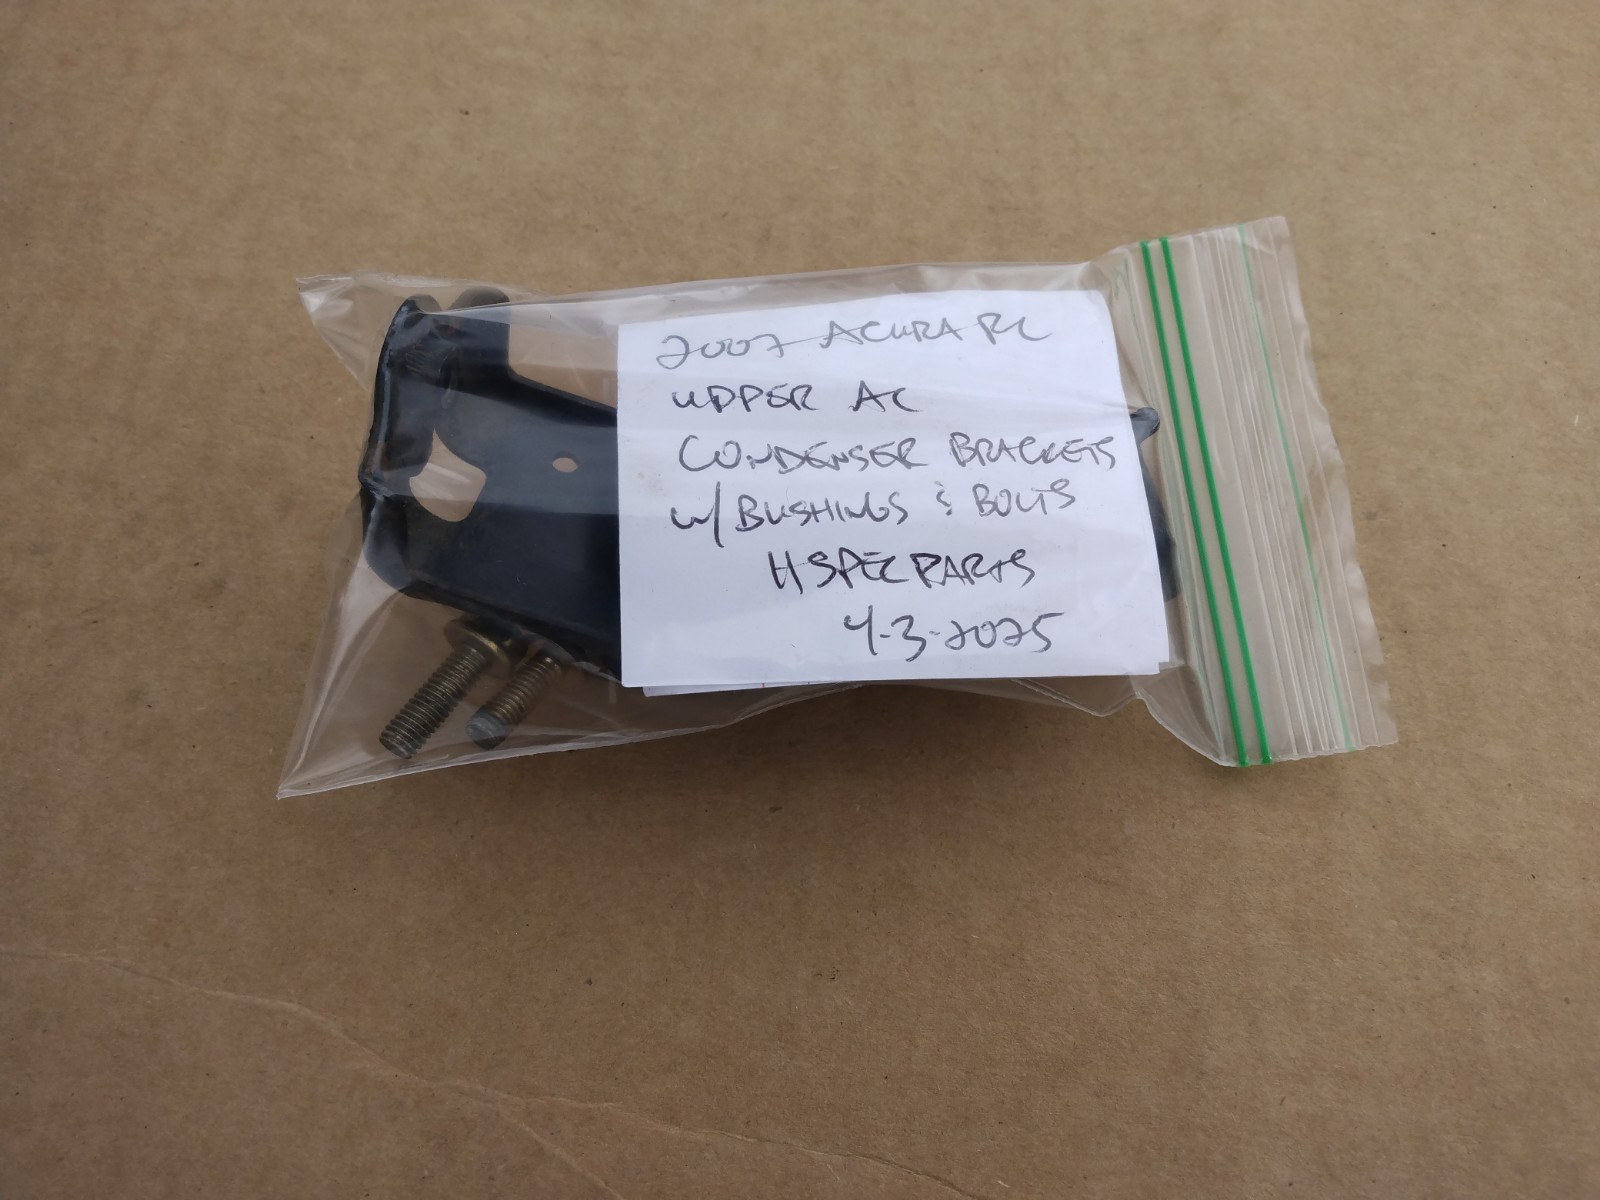 2007 ACURA RL
UPPER AC
CONDENSER BRACKETS
W/ BUSHINGS & BOLTS
HSPECPARTS
4-3-2025